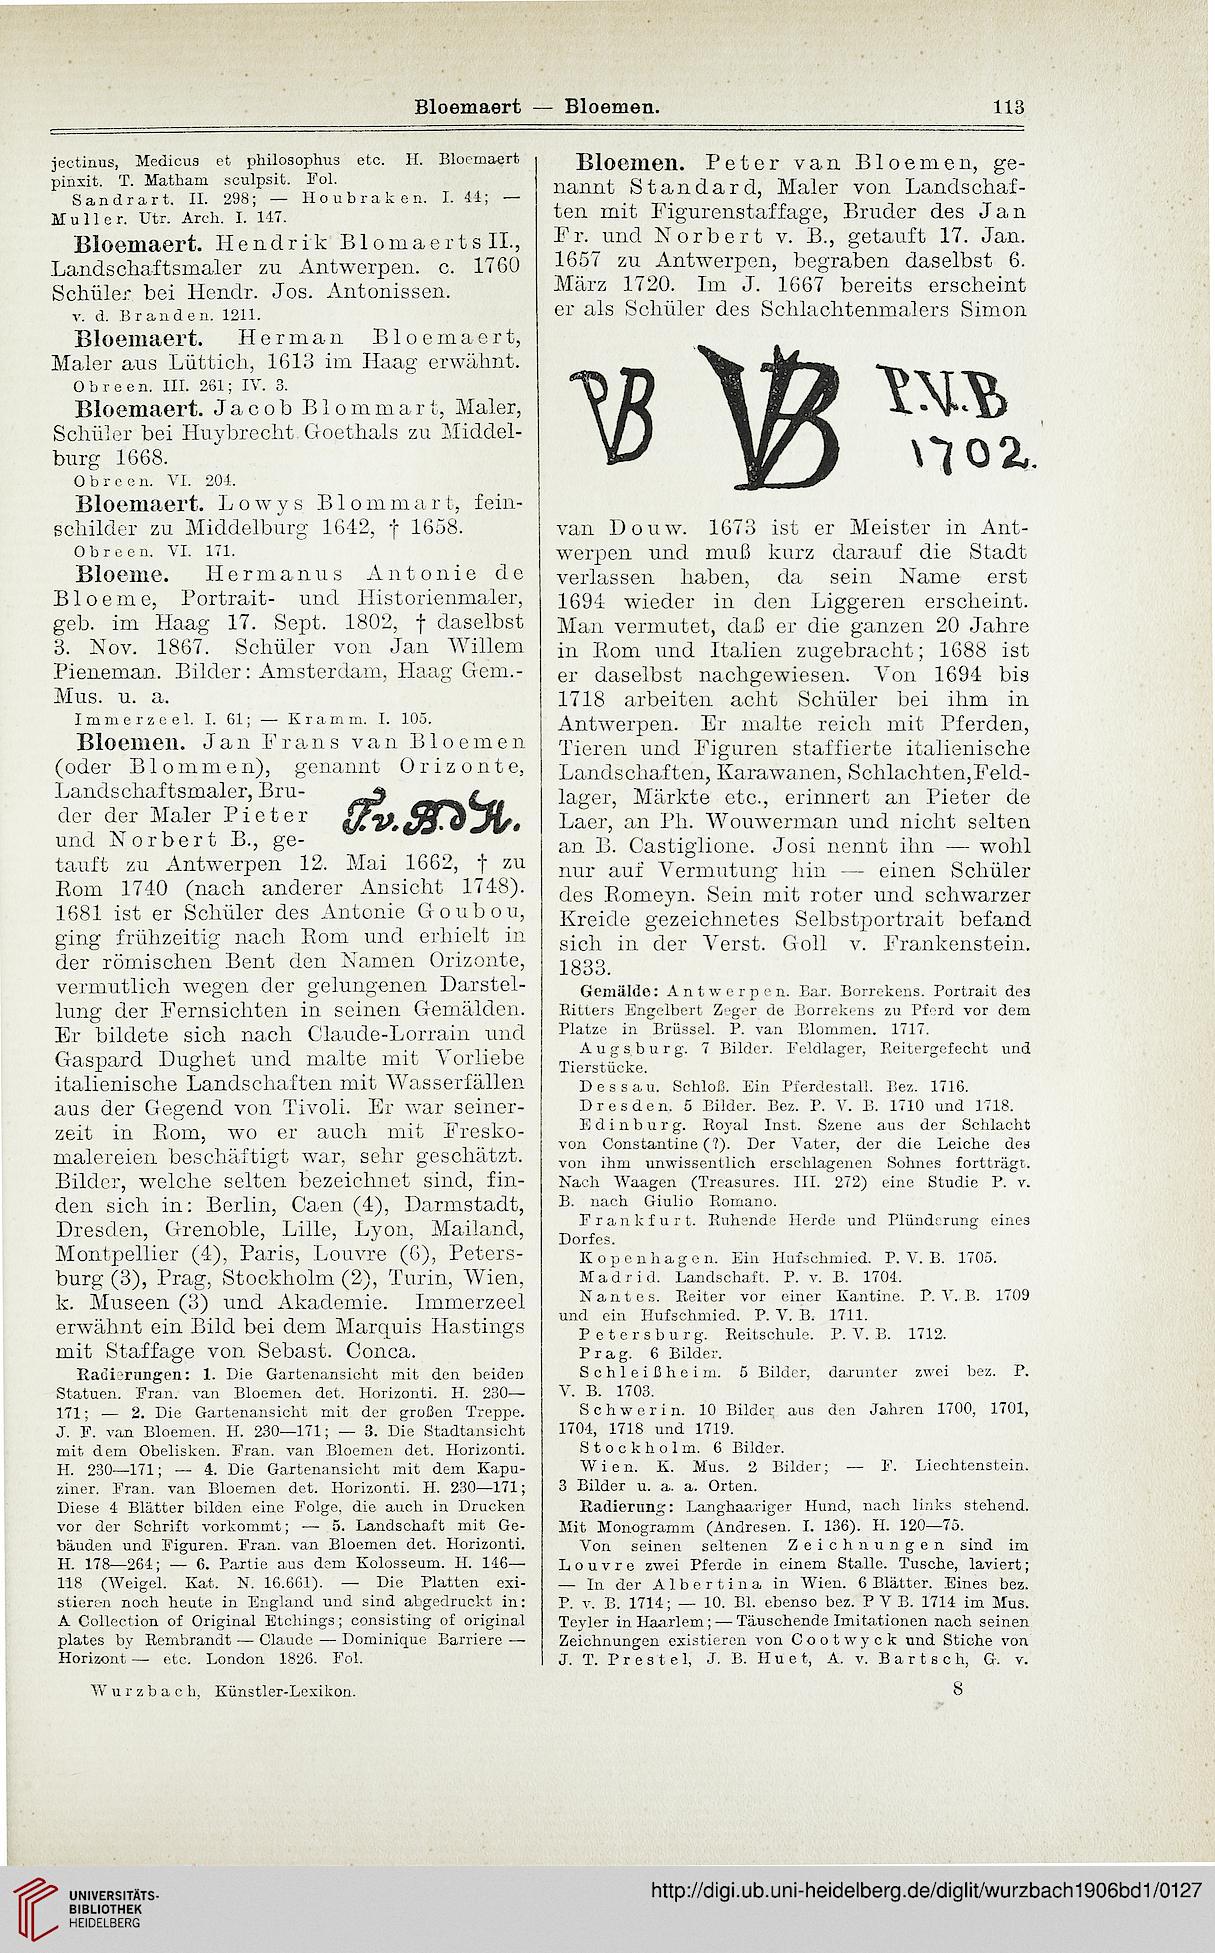 Bloemaert — Bloemen.
113
jectinus, Medicus et philosophus etc. H. Bloemaert
pinxit. T. Matham sculpsit. Fol.
Sandrart. II. 298; — Houbraken. I. 44; —
Muller. Utr. Arch. I. 147.
Bloemaert. Hendrik Blomaerts II.,
Landschaftsmaler zu Antwerpen. c. 1760
Schüler bei Hendr. Jos. Antonissen.
v. d. Branden. 1211.
Bloemaert. Herman Bloemaert,
Maler aus Lüttich, 1613 im Haag erwähnt.
Obreen. III. 261; IV. 3.
Bloemaert. Jacob Blommart, Maler,
Schüler bei Huybrecht Goethals zu Middel-
burg 1668.
Obreen. VI. 204.
Bloemaert. Lowys Blommart, fein-
schilder zu Middelburg 1642, † 1658.
Obreen. VI. 171.
Bloeme. Hermanus Antonie de
Bloeme, Portrait- und Historienmaler,
geb. im Haag 17. Sept. 1802, † daselbst
3. Nov. 1867. Schüler von Jan Willem
Pieneman. Bilder: Amsterdam, Haag Gem.-
Mus. u. a.
Immerzeel. I. 61; — Kramm. I. 105.
Bloemen. Jan Frans van Bloemen
(oder Blommen), genannt Orizonte,
Landschaftsmaler, Bru-
der der Maler Pieter
und Norbert B., ge-
F.v.B.
tauft zu Antwerpen 12. Mai 1662, † zu
Rom 1740 (nach anderer Ansicht 1748).
1681 ist er Schüler des Antonie Goubou,
ging frühzeitig nach Rom und erhielt in
der römischen Bent den Namen Orizonte,
vermutlich wegen der gelungenen Darstel-
lung der Fernsichten in seinen Gemälden.
Er bildete sich nach Claude-Lorrain und
Gaspard Dughet und malte mit Vorliebe
italienische Landschaften mit Wasserfällen
aus der Gegend von Tivoli. Er war seiner-
zeit in Rom, wo er auch mit Fresko-
malereien beschäftigt war, sehr geschätzt.
Bilder, welche selten bezeichnet sind, fin-
den sich in: Berlin, Caen (4), Darmstadt,
Dresden, Grenoble, Lille, Lyon, Mailand,
Montpellier (4), Paris, Louvre (6), Peters-
burg (3), Prag, Stockholm (2), Turin, Wien,
k. Museen (3) und Akademie. Immerzeel
erwähnt ein Bild bei dem Marquis Hastings
mit Staffage von Sebast. Conca.
Radierungen: 1. Die Gartenansicht mit den beiden
Statuen. Fran. van Bloemen det. Horizonti. H. 230—
171; — 2. Die Gartenansicht mit der großen Treppe.
J. F. van Bloemen. H. 230—171; — 3. Die Stadtansicht
mit dem Obelisken. Fran. van Bloemen det. Horizonti.
H. 230—171; — 4. Die Gartenansicht mit dem Kapu-
ziner. Fran. van Bloemen det. Horizonti. H. 230—171;
Diese 4 Blätter bilden eine Folge, die auch in Drucken
vor der Schrift vorkommt; — 5. Landschaft mit Ge-
bäuden und Figuren. Fran. van Bloemen det. Horizonti.
H. 178—264; — 6. Partie aus dem Kolosseum. H. 146—
118 (Weigel. Kat. N. 16.661). — Die Platten exi-
stieren noch heute in England und sind abgedruckt in:
A Collection of Original Etchings; consisting of original
plates by Rembrandt — Claude — Dominique Barriere —
Horizont — etc. London 1826. Fol.
Bloemen. Peter van Bloemen, ge-
nannt Standard, Maler von Landschaf-
ten mit Figurenstaffage, Bruder des Jan
Fr. und Norbert v. B., getauft 17. Jan.
1657 zu Antwerpen, begraben daselbst 6.
März 1720. Im J. 1667 bereits erscheint
er als Schüler des Schlachtenmalers Simon
PVB VB P.V.B
1702.
van Douw. 1673 ist er Meister in Ant-
werpen und muß kurz darauf die Stadt
verlassen haben, da sein Name erst
1694 wieder in den Liggeren erscheint.
Man vermutet, daß er die ganzen 20 Jahre
in Rom und Italien zugebracht; 1688 ist
er daselbst nachgewiesen. Von 1694 bis
1718 arbeiten acht Schüler bei ihm in
Antwerpen. Er malte reich mit Pferden,
Tieren und Figuren staffierte italienische
Landschaften, Karawanen, Schlachten, Feld-
lager, Märkte etc., erinnert an Pieter de
Laer, an Ph. Wouwerman und nicht selten
an B. Castiglione. Josi nennt ihn — wohl
nur auf Vermutung hin — einen Schüler
des Romeyn. Sein mit roter und schwarzer
Kreide gezeichnetes Selbstportrait befand
sich in der Verst. Goll v. Frankenstein.
1833.
Gemälde: Antwerpen. Bar. Borrekens. Portrait des
Ritters Engelbert Zeger de Borrekens zu Pferd vor dem
Platze in Brüssel. P. van Blommen. 1717.
Augsburg. 7 Bilder. Feldlager, Reitergefecht und
Tierstücke.
Dessau. Schloß. Ein Pferdestall. Bez. 1716.
Dresden. 5 Bilder. Bez. P. V. B. 1710 und 1718.
Edinburg. Royal Inst. Szene aus der Schlacht
von Constantine (?). Der Vater, der die Leiche des
von ihm unwissentlich erschlagenen Sohnes fortträgt.
Nach Waagen (Treasures. III. 272) eine Studie P. v.
B. nach Giulio Romano.
Frankfurt. Ruhende Herde und Plünderung eines
Dorfes.
Kopenhagen. Ein Hufschmied. P. V. B. 1705.
Madrid. Landschaft. P. v. B. 1704.
Nantes. Reiter vor einer Kantine. P. V. B. 1709
und ein Hufschmied. P. V. B. 1711.
Petersburg. Reitschule. P. V. B. 1712.
Prag. 6 Bilder.
Schleißheim. 5 Bilder, darunter zwei bez. P.
V. B. 1703.
Schwerin. 10 Bilder aus den Jahren 1700, 1701,
1704, 1718 und 1719.
Stockholm. 6 Bilder.
Wien. K. Mus. 2 Bilder; — F. Liechtenstein.
3 Bilder u. a. a. Orten.
Radierung: Langhaariger Hund, nach links stehend.
Mit Monogramm (Andresen. I. 136). H. 120—75.
Von seinen seltenen Zeichnungen sind im
Louvre zwei Pferde in einem Stalle. Tusche, laviert;
— In der Albertina in Wien. 6 Blätter. Eines bez.
P. v. B. 1714; — 10. Bl. ebenso bez. P V B. 1714 im Mus.
Teyler in Haarlem; — Täuschende Imitationen nach seinen
Zeichnungen existieren von Cootwyck und Stiche von
J. T. Prestel, J. B. Huet, A. v. Bartsch, G. v.
Wurzbach, Künstler-Lexikon.
8
UNIVERSITÄTS-
BIBLIOTHEK
HEIDELBERG
http://digi.ub.uni-heidelberg.de/diglit/wurzbach1906bd1/0127